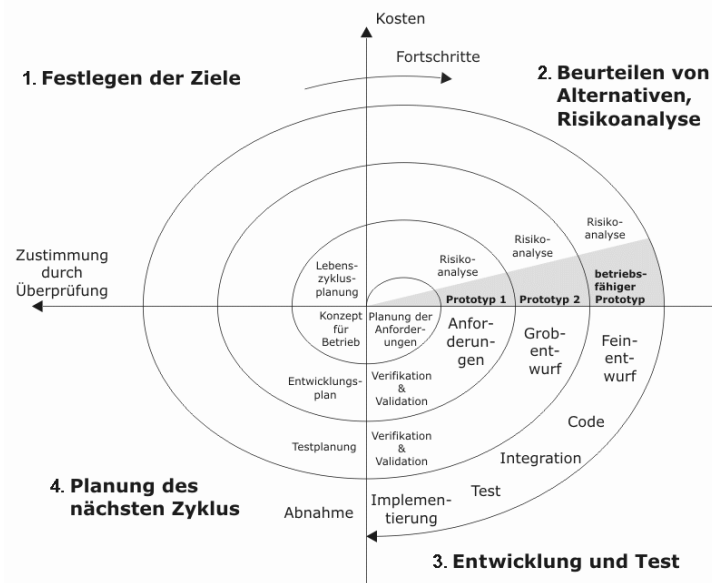 Kosten
Fortschritte
1. Festlegen der Ziele
2. Beurteilen von
Alternativen,
Risikoanalyse
Zustimmung
durch
Überprüfung
Lebens-
zyklus-
planung
Risiko-
analyse
Risiko-
analyse
Risiko-
analyse
Prototyp 1
Prototyp 2
betriebs-
fähiger
Prototyp
Konzept
für
Betrieb
Planung der
Anforder-
ungen
Anfor-
derun-
gen
Grob-
ent-
wurf
Fein-
ent-
wurf
Entwicklungs-
plan
Verifikation
&
Validation
Code
Testplanung
Verifikation
&
Validation
Integration
4. Planung des
nächsten Zyklus
Abnahme
Implemen-
tierung
Test
3. Entwicklung und Test